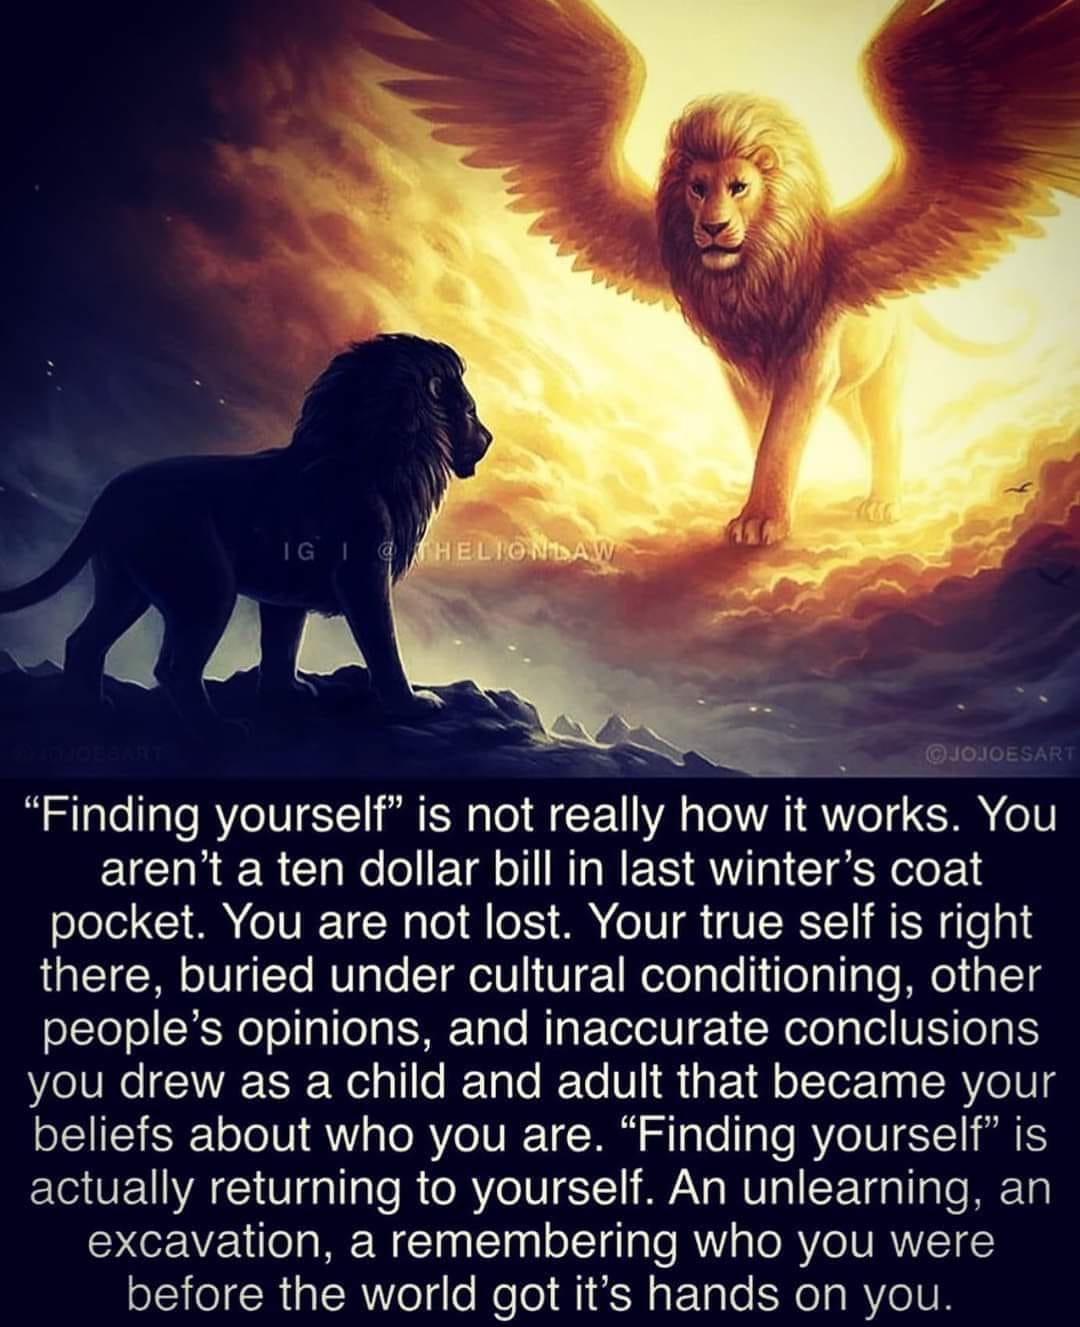 IG | @THELIONLAW
©JOJOESART
©JOJOESART
“Finding yourself” is not really how it works. You
aren’t a ten dollar bill in last winter’s coat
pocket. You are not lost. Your true self is right
there, buried under cultural conditioning, other
people’s opinions, and inaccurate conclusions
you drew as a child and adult that became your
beliefs about who you are. “Finding yourself” is
actually returning to yourself. An unlearning, an
excavation, a remembering who you were
before the world got it’s hands on you.